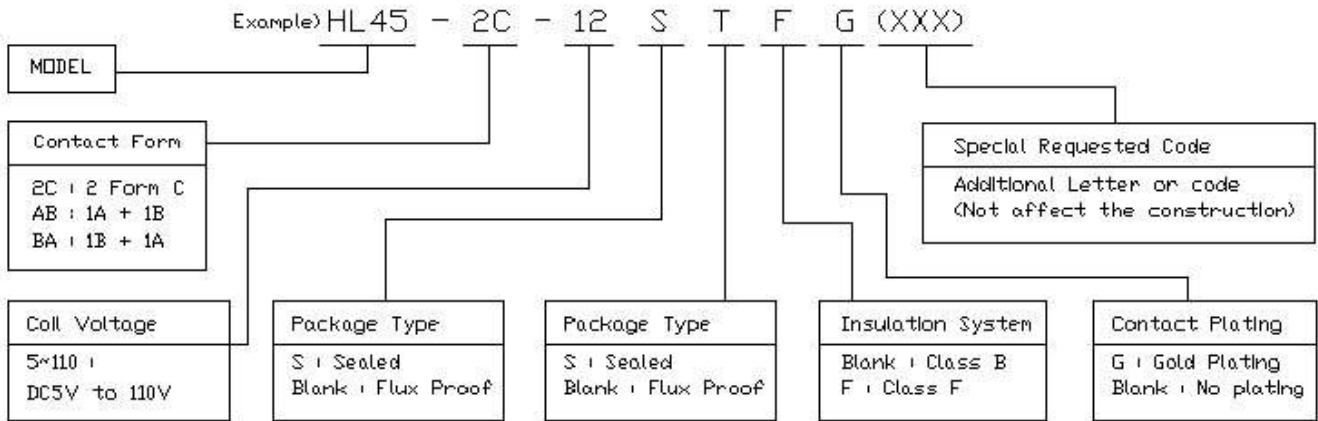 Example) HL45 - 2C - 12 S T F G (XXX)
MODEL
Contact Form
2C : 2 Form C
AB : 1A + 1B
BA : 1B + 1A
Special Requested Code
Additional Letter or code
(Not affect the construction)
Coil Voltage
5~110 :
DC5V to 110V
Package Type
S : Sealed
Blank : Flux Proof
Package Type
S : Sealed
Blank : Flux Proof
Insulation System
Blank : Class B
F : Class F
Contact Plating
G : Gold Plating
Blank : No plating